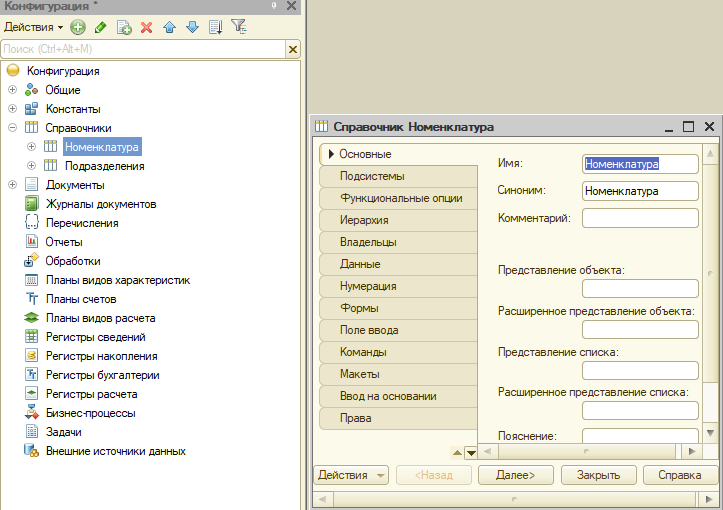 Конфигурация *
Действия
Поиск (Ctrl+Alt+M)
Конфигурация
Общие
Константы
Справочники
Номенклатура
Подразделения
Документы
Журналы документов
Перечисления
Отчеты
Обработки
Планы видов характеристик
Планы счетов
Планы видов расчета
Регистры сведений
Регистры накопления
Регистры бухгалтерии
Регистры расчета
Бизнес-процессы
Задачи
Внешние источники данных
Справочник Номенклатура
Основные
Подсистемы
Функциональные опции
Иерархия
Владельцы
Данные
Нумерация
Формы
Поле ввода
Команды
Макеты
Ввод на основании
Права
Имя: Номенклатура
Синоним: Номенклатура
Комментарий:
Представление объекта:
Расширенное представление объекта:
Представление списка:
Расширенное представление списка:
Пояснение:
Действия <Назад Далее> Закрыть Справка